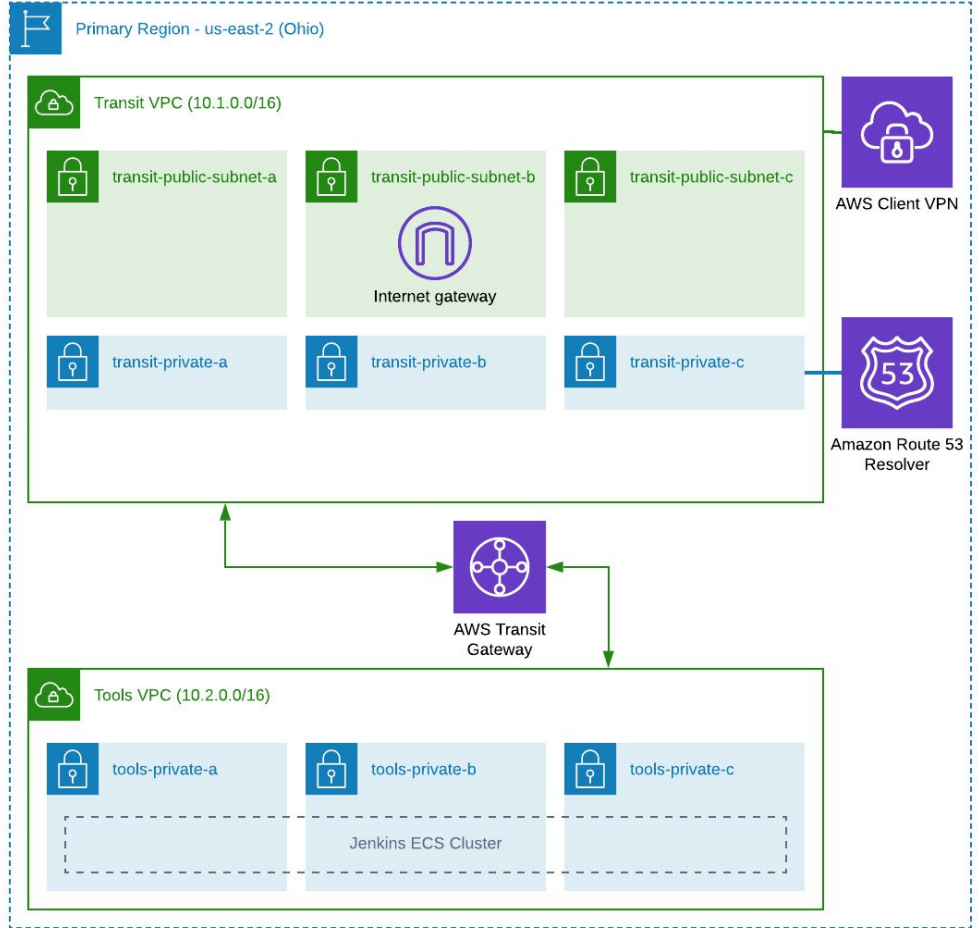 Primary Region - us-east-2 (Ohio)
Transit VPC (10.1.0.0/16)
transit-public-subnet-a
transit-public-subnet-b
transit-public-subnet-c
AWS Client VPN
Internet gateway
transit-private-a
transit-private-b
transit-private-c
53
Amazon Route 53
Resolver
AWS Transit
Gateway
Tools VPC (10.2.0.0/16)
tools-private-a
tools-private-b
tools-private-c
Jenkins ECS Cluster